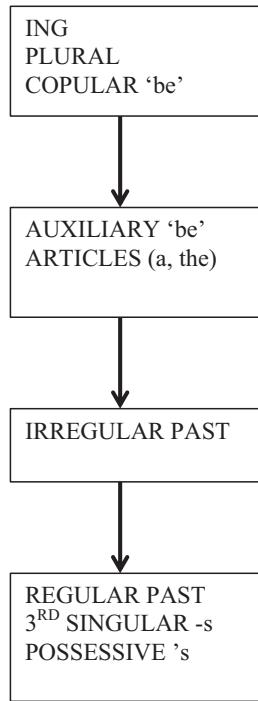 ING
PLURAL
COPULAR ‘be’
AUXILIARY ‘be’
ARTICLES (a, the)
IRREGULAR PAST
REGULAR PAST
3RD SINGULAR -s
POSSESSIVE ’s